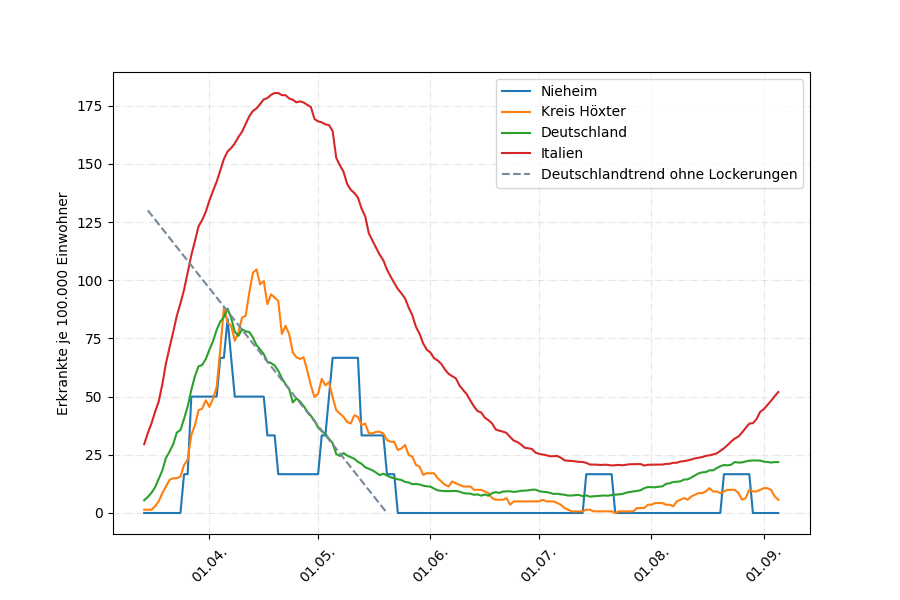 Nieheim
Kreis Höxter
Deutschland
Italien
Deutschlandtrend ohne Lockerungen
Erkrankte je 100.000 Einwohner
175
150
125
100
75
50
25
0
01.04.
01.05.
01.06.
01.07.
01.08.
01.09.